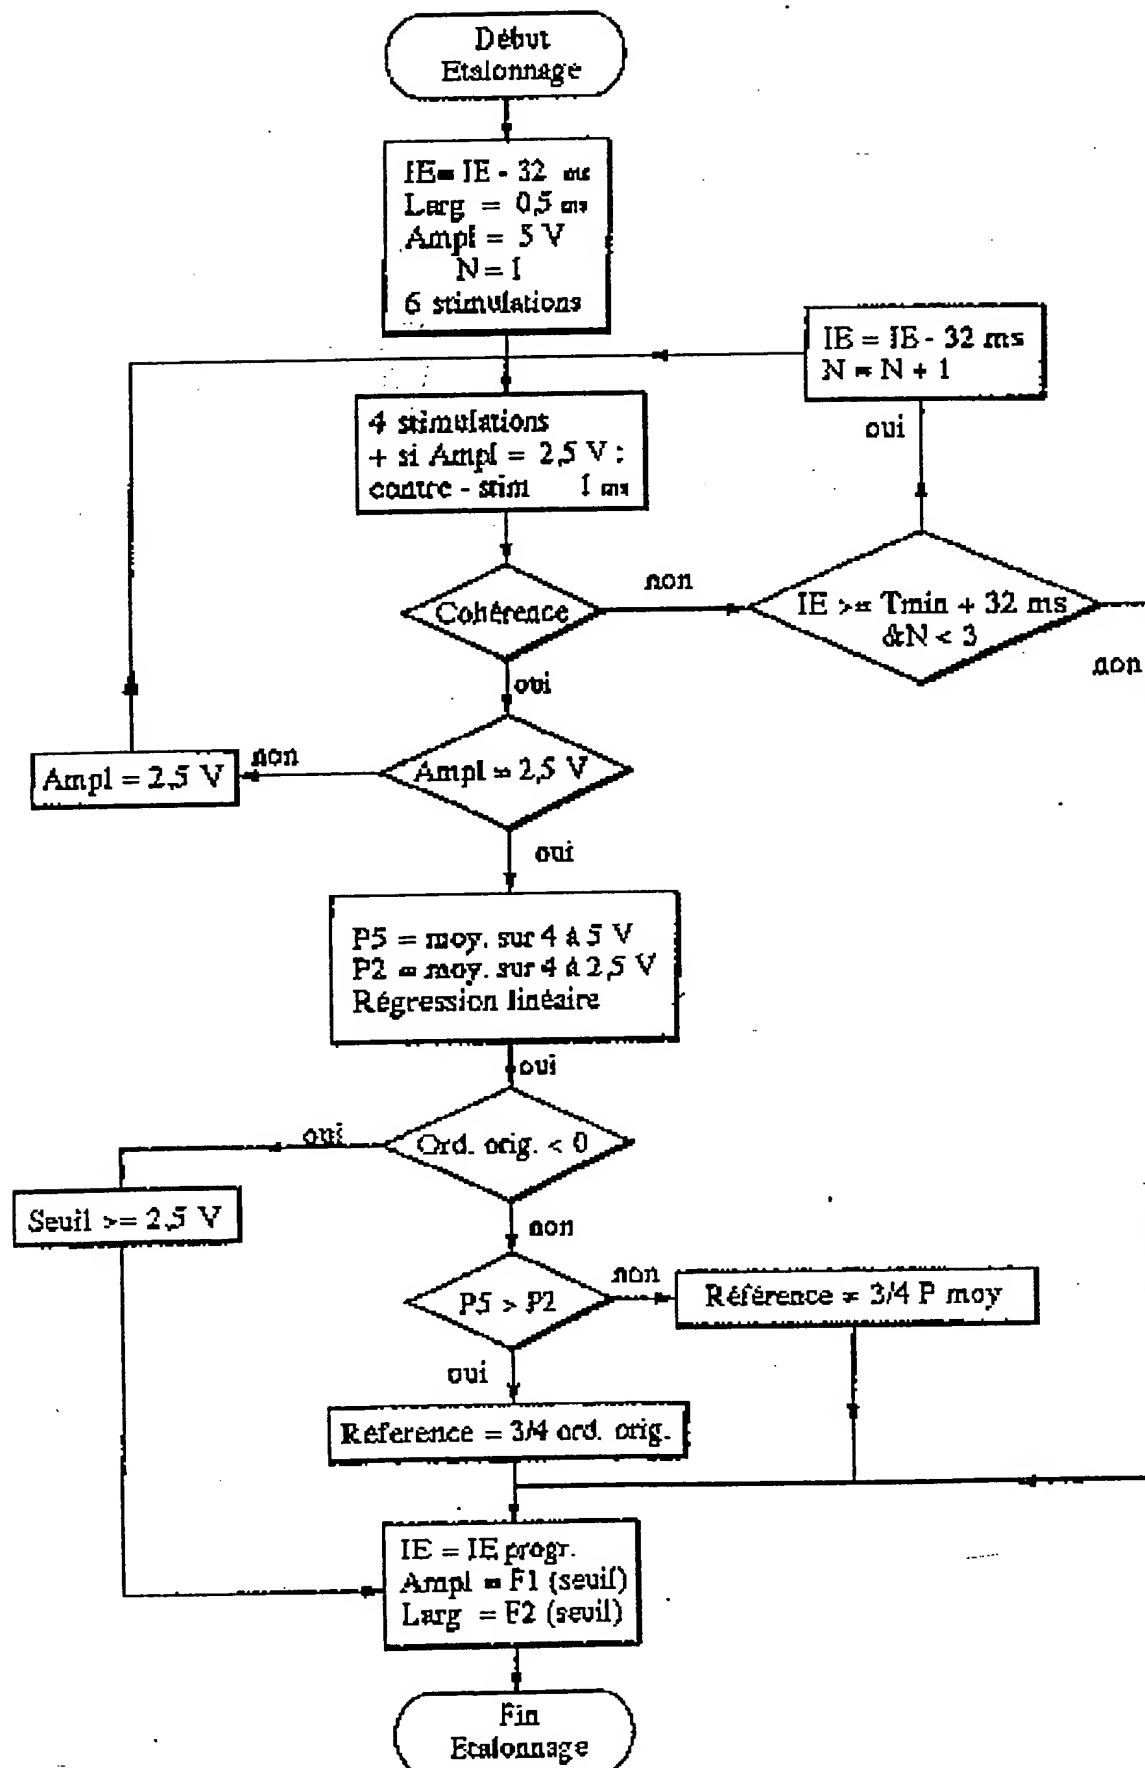 Début
Etalonnage
IE= IE - 32 ms
Larg = 0,5 ms
Ampl = 5 V
N = 1
6 stimulations
IE = IE - 32 ms
N = N + 1
oui
4 stimulations
+ si Ampl = 2,5 V :
contre - stim 1 ms
Cohérence
non
IE >= Tmin + 32 ms
&N < 3
non
oui
Ampl = 2,5 V
non
Ampl = 2,5 V
oui
P5 = moy. sur 4 à 5 V
P2 = moy. sur 4 à 2,5 V
Régression linéaire
oui
oui
Ord. orig. < 0
Seuil >= 2,5 V
non
P5 > P2
non
Référence = 3/4 P moy
oui
Réference = 3/4 ord. orig.
IE = IE progr.
Ampl = F1 (seuil)
Larg = F2 (seuil)
Fin
Etalonnage